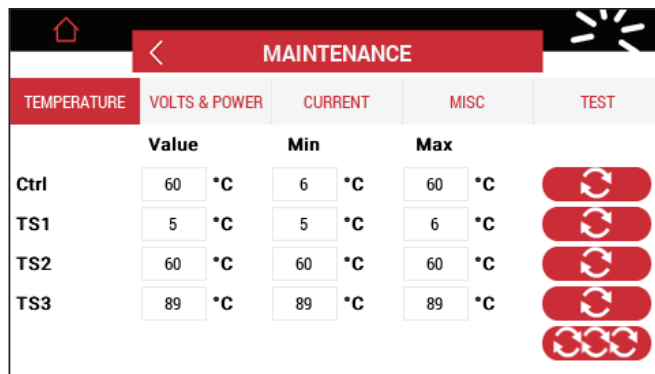 MAINTENANCE
TEMPERATURE VOLTS & POWER CURRENT MISC TEST
Value Min Max
Ctrl 60 °C 6 °C 60 °C
TS1 5 °C 5 °C 6 °C
TS2 60 °C 60 °C 60 °C
TS3 89 °C 89 °C 89 °C